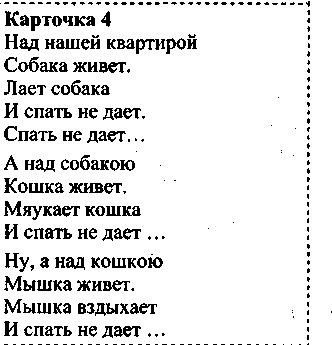 Карточка 4
Над нашей квартирой
Собака живет.
Лает собака
И спать не дает.
Спать не дает...
А над собакою
Кошка живет.
Мяукает кошка
И спать не дает ...
Ну, а над кошкою
Мышка живет.
Мышка вздыхает
И спать не дает ...